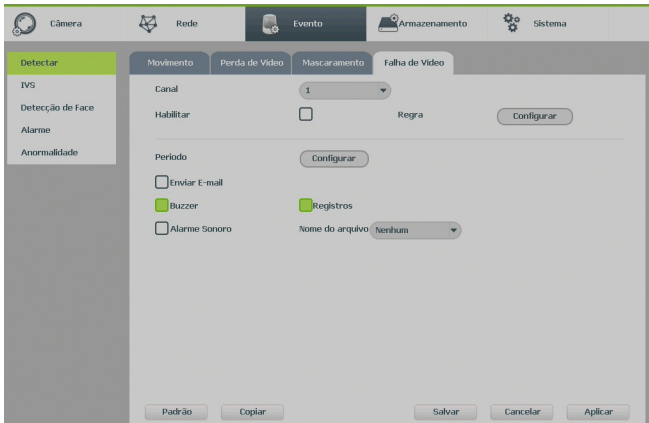 Câmera Rede Evento Armazenamento Sistema
Detectar
IVS
Detecção de Face
Alarme
Anormalidade
Movimento Perda de Vídeo Mascaramento Falha de Vídeo
Canal 1
Habilitar Regra Configurar
Periodo Configurar
Enviar E-mail
Buzzer Registros
Alarme Sonoro Nome do arquivo Nenhum
Padrão Copiar Salvar Cancelar Aplicar